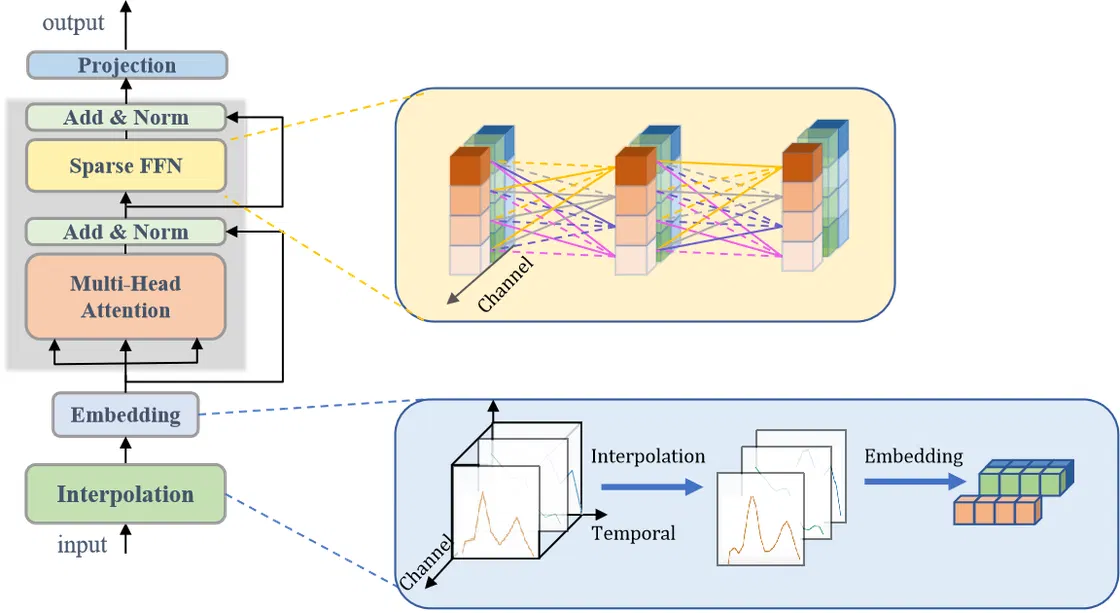 output
Projection
Add & Norm
Sparse FFN
Add & Norm
Multi-Head
Attention
Embedding
Interpolation
input
Channel
Interpolation
Embedding
Temporal
Channel